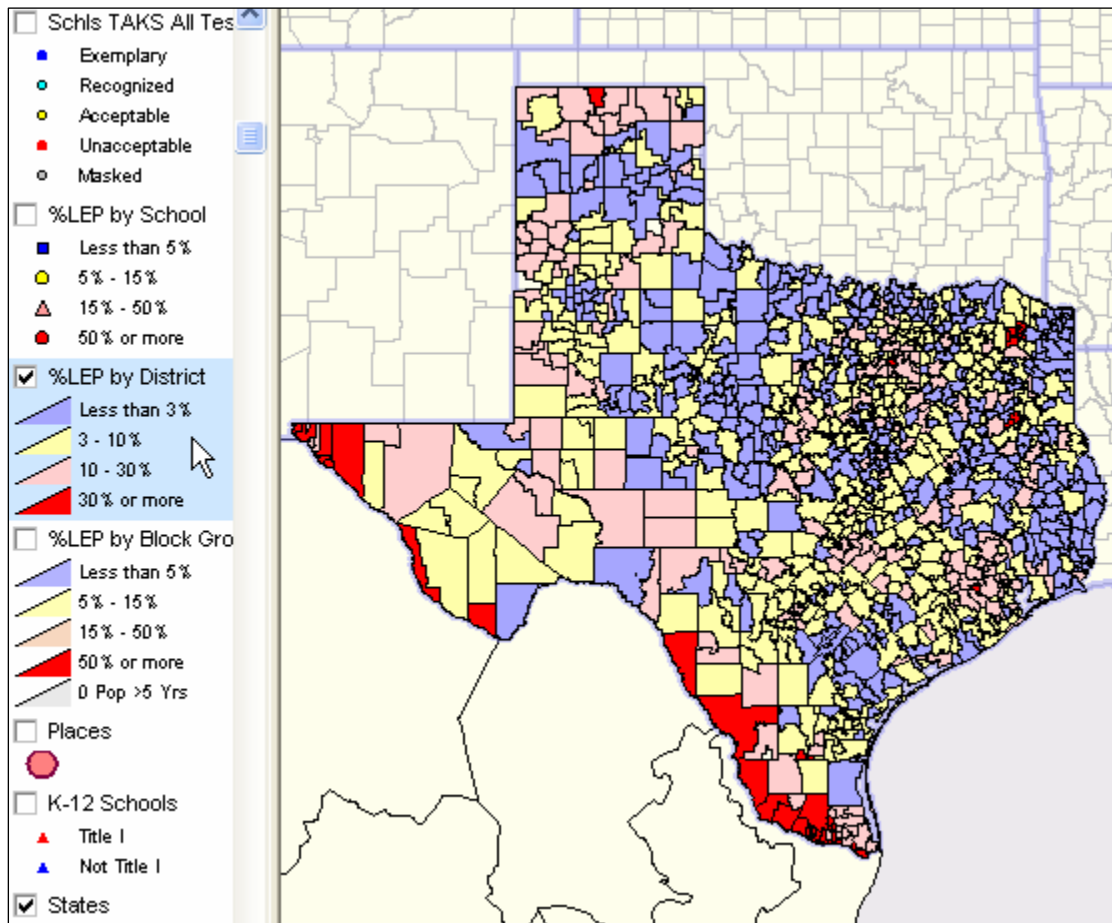 Schls TAKS All Tes
Exemplary
Recognized
Acceptable
Unacceptable
Masked
%LEP by School
Less than 5%
5% - 15%
15% - 50%
50% or more
%LEP by District
Less than 3%
3 - 10%
10 - 30%
30% or more
%LEP by Block Gro
Less than 5%
5% - 15%
15% - 50%
50% or more
0 Pop >5 Yrs
Places
K-12 Schools
Title I
Not Title I
States